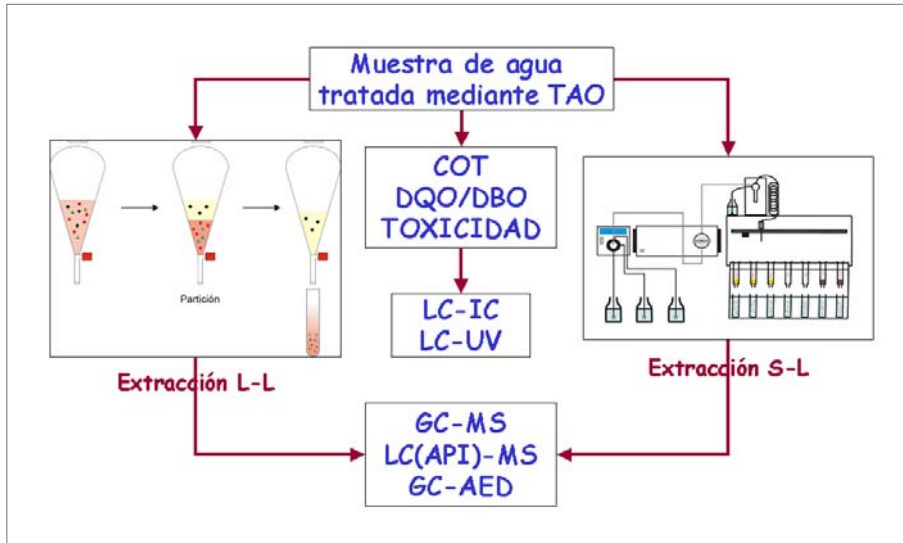 Muestra de agua
tratada mediante TAO
COT
DQO/DBO
TOXICIDAD
Partición
LC-IC
LC-UV
Extracción L-L
Extracción S-L
GC-MS
LC(API)-MS
GC-AED